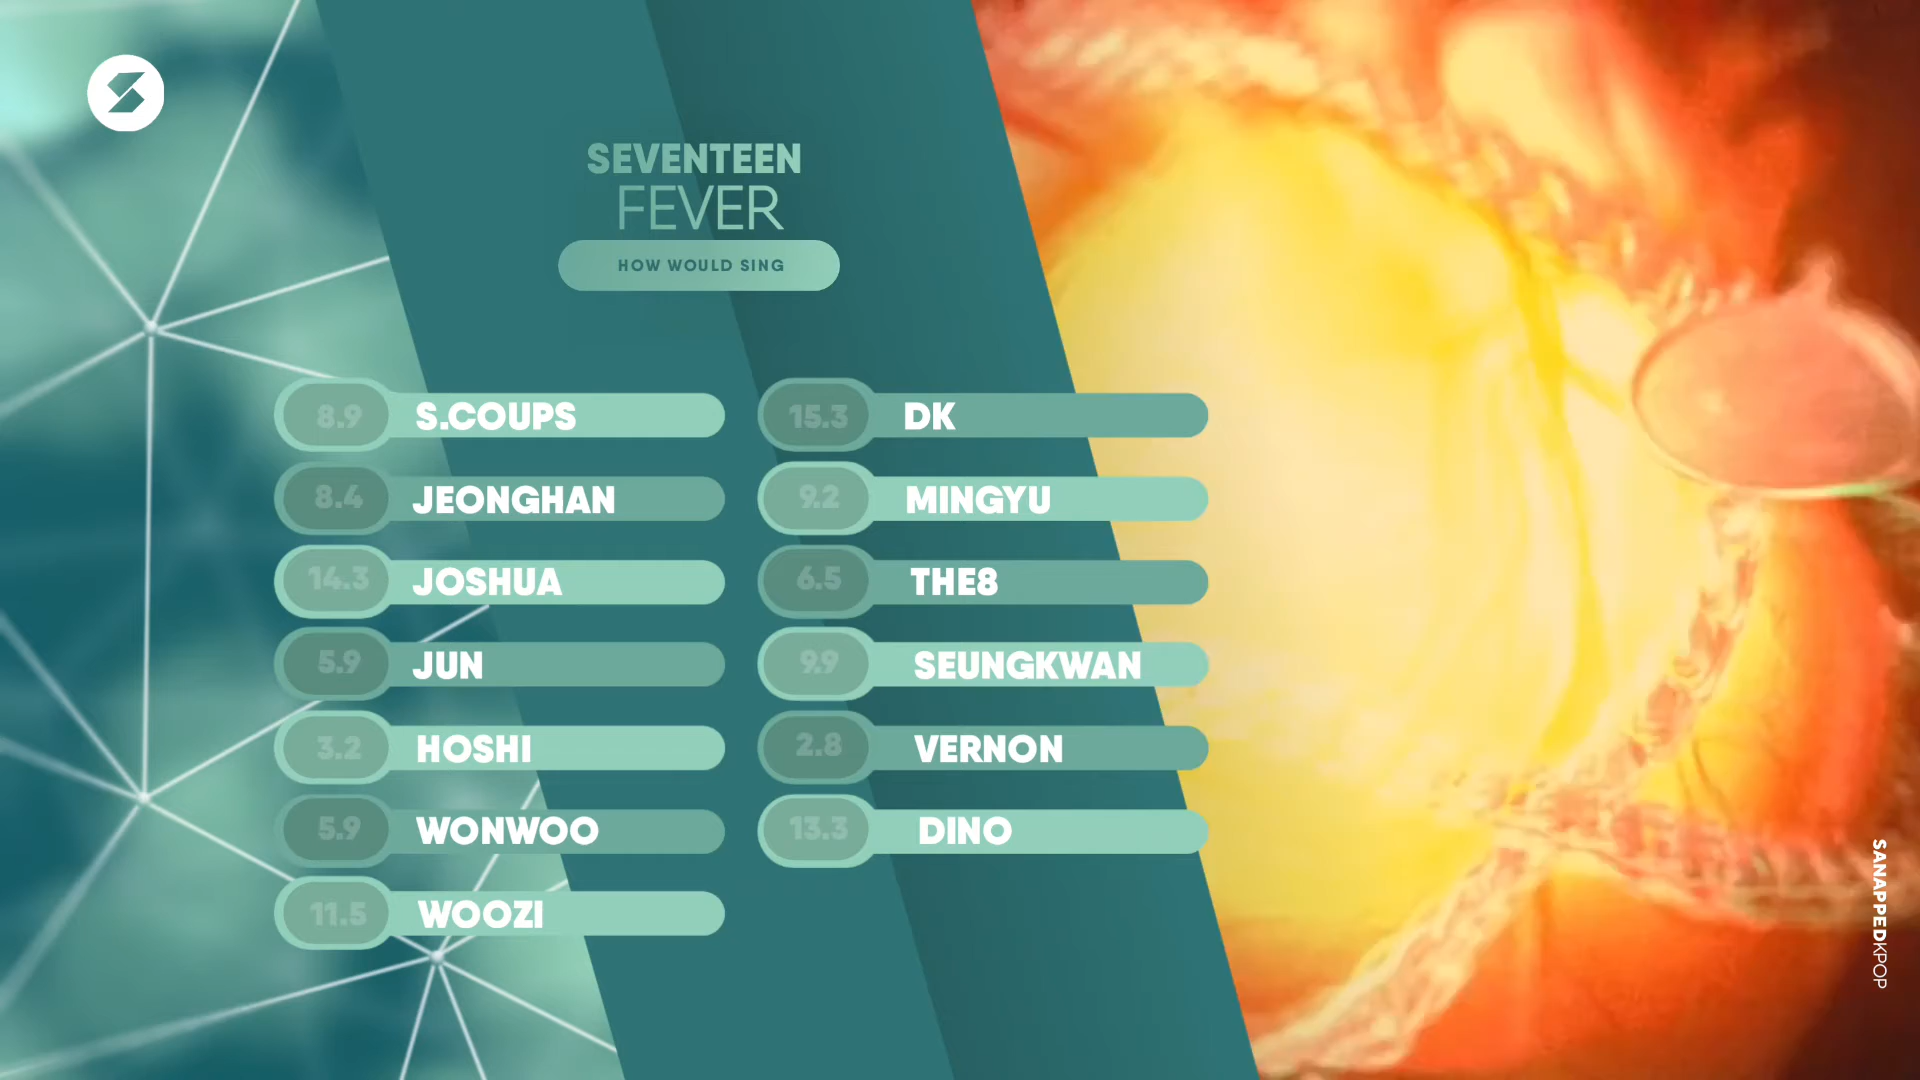 SEVENTEEN
FEVER
HOW WOULD SING
8.9 S.COUPS
8.4 JEONGHAN
14.3 JOSHUA
5.9 JUN
3.2 HOSHI
5.9 WONWOO
11.5 WOOZI
15.3 DK
9.2 MINGYU
6.5 THE8
9.9 SEUNGKWAN
2.8 VERNON
13.3 DINO
SANAPPEDKPOP